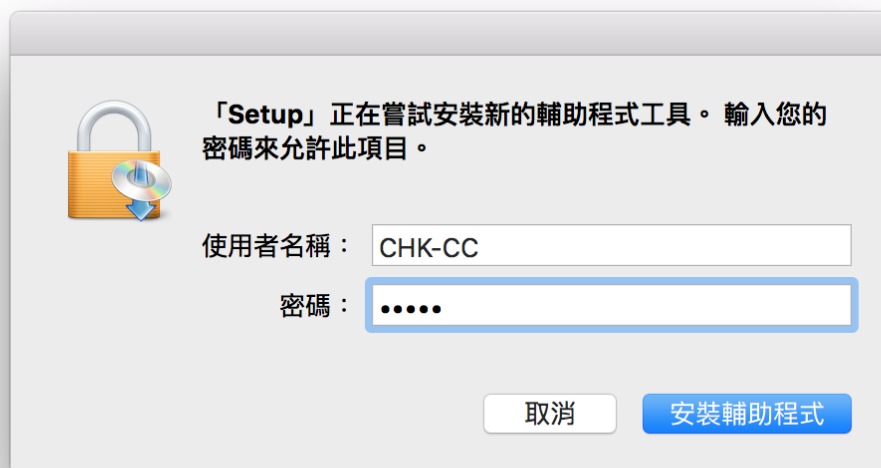 「Setup」正在嘗試安裝新的輔助程式工具。 輸入您的
密碼來允許此項目。
使用者名稱： CHK-CC
密碼： •••••
取消 安裝輔助程式